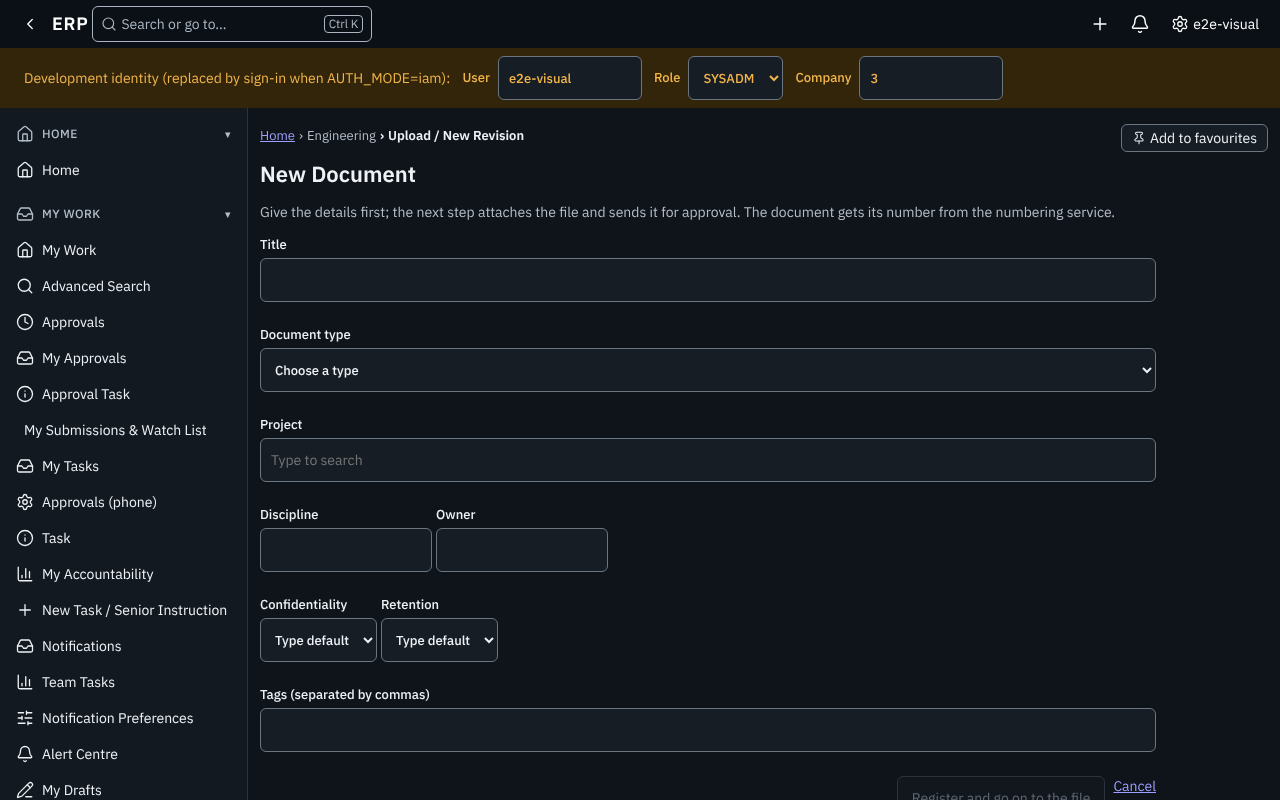 ERP Search or go to... Ctrl K e2e-visual
Development identity (replaced by sign-in when AUTH_MODE=iam): User e2e-visual Role SYSADM Company 3
HOME
Home
MY WORK
My Work
Advanced Search
Approvals
My Approvals
Approval Task
My Submissions & Watch List
My Tasks
Approvals (phone)
Task
My Accountability
New Task / Senior Instruction
Notifications
Team Tasks
Notification Preferences
Alert Centre
My Drafts
Home › Engineering › Upload / New Revision
Add to favourites
New Document
Give the details first; the next step attaches the file and sends it for approval. The document gets its number from the numbering service.
Title
Document type
Choose a type
Project
Type to search
Discipline Owner
Confidentiality Retention
Type default Type default
Tags (separated by commas)
Register and go on to the file Cancel